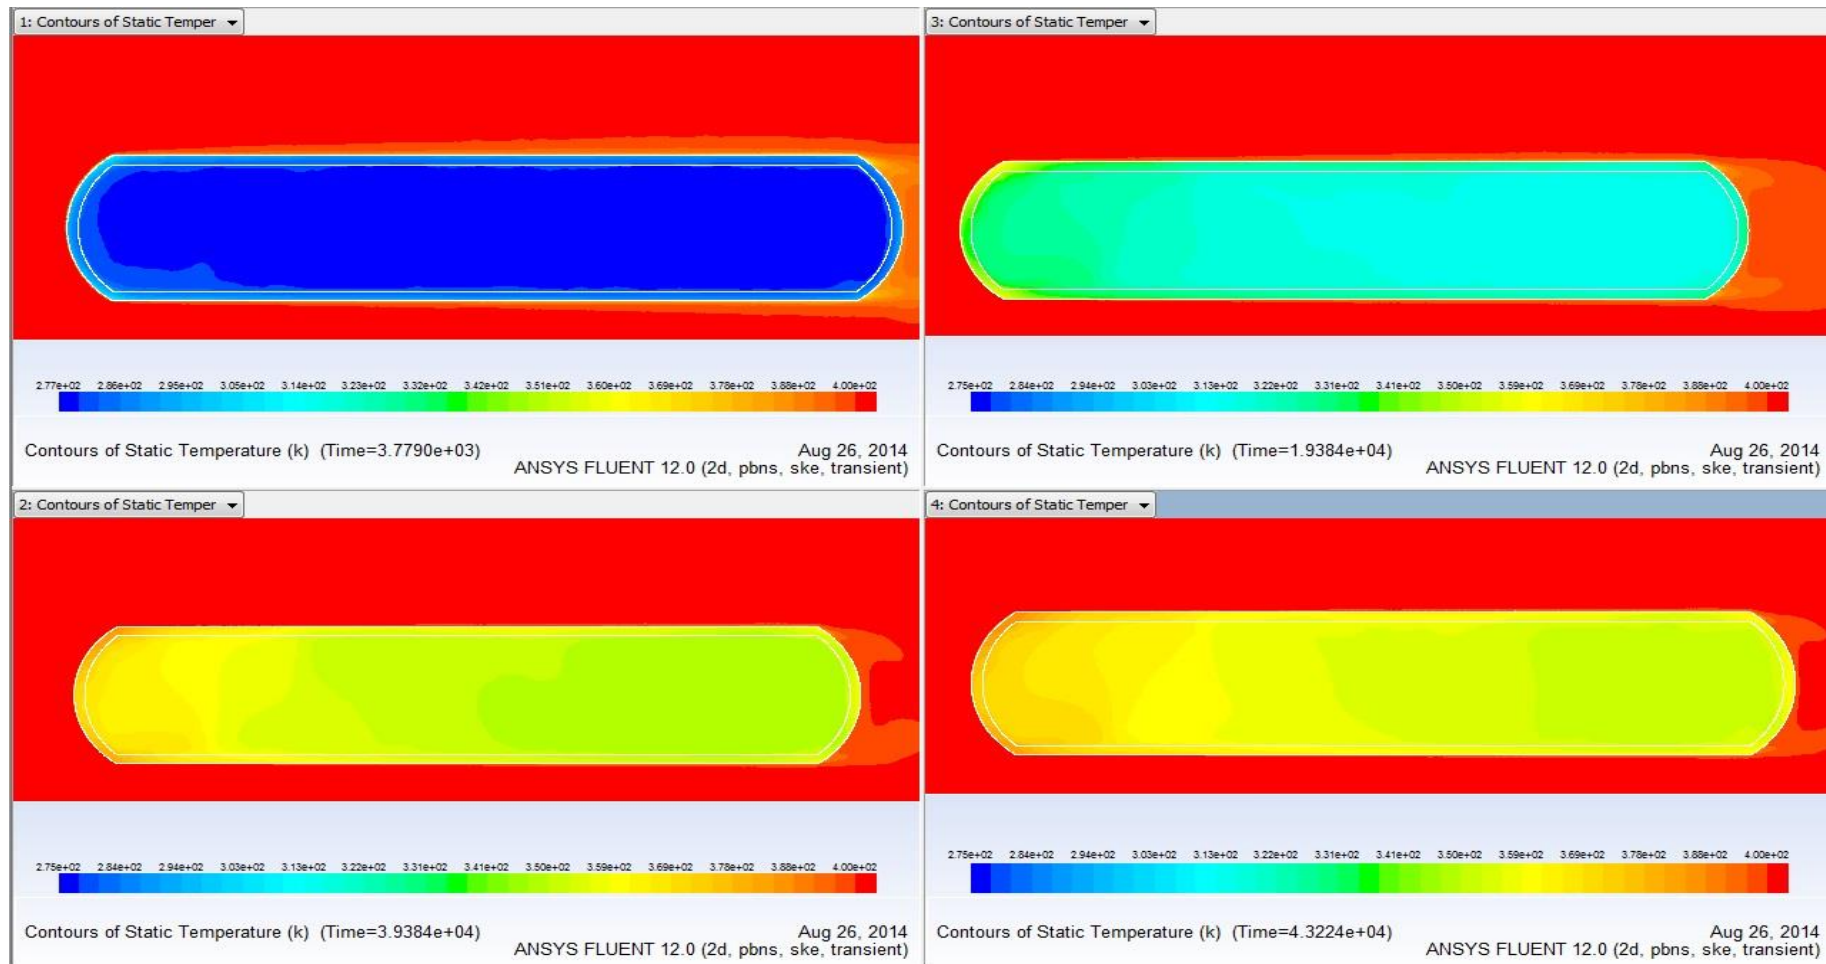 1: Contours of Static Temper
2.77e+02 2.86e+02 2.95e+02 3.05e+02 3.14e+02 3.23e+02 3.32e+02 3.42e+02 3.51e+02 3.60e+02 3.69e+02 3.78e+02 3.88e+02 4.00e+02
Contours of Static Temperature (k) (Time=3.7790e+03) Aug 26, 2014
ANSYS FLUENT 12.0 (2d, pbns, ske, transient)
3: Contours of Static Temper
2.75e+02 2.84e+02 2.94e+02 3.03e+02 3.13e+02 3.22e+02 3.31e+02 3.41e+02 3.50e+02 3.59e+02 3.69e+02 3.78e+02 3.88e+02 4.00e+02
Contours of Static Temperature (k) (Time=1.9384e+04) Aug 26, 2014
ANSYS FLUENT 12.0 (2d, pbns, ske, transient)
2: Contours of Static Temper
2.75e+02 2.84e+02 2.94e+02 3.03e+02 3.13e+02 3.22e+02 3.31e+02 3.41e+02 3.50e+02 3.59e+02 3.69e+02 3.78e+02 3.88e+02 4.00e+02
Contours of Static Temperature (k) (Time=3.9384e+04) Aug 26, 2014
ANSYS FLUENT 12.0 (2d, pbns, ske, transient)
4: Contours of Static Temper
2.75e+02 2.84e+02 2.94e+02 3.03e+02 3.13e+02 3.22e+02 3.31e+02 3.41e+02 3.50e+02 3.59e+02 3.69e+02 3.78e+02 3.88e+02 4.00e+02
Contours of Static Temperature (k) (Time=4.3224e+04) Aug 26, 2014
ANSYS FLUENT 12.0 (2d, pbns, ske, transient)